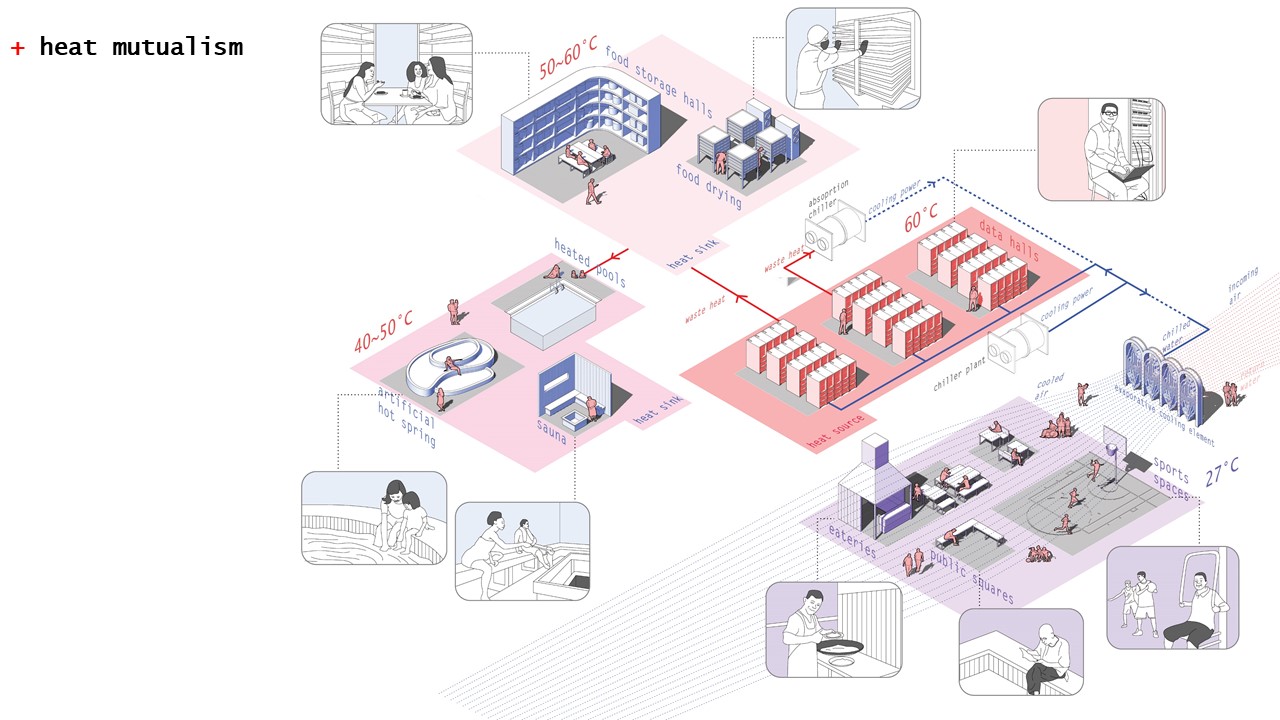 + heat mutualism
50~60°C
food storage halls
food drying
heat sink
absoprtion
chiller
cooling power
60°C
data halls
waste heat
waste heat
heated pools
40~50°C
artificial
hot spring
sauna
heat sink
heat source
cooling power
chiller plant
incoming
air
chilled
water
return
water
evaporative cooling element
cooled
air
sports
spaces
27°C
eateries
public squares